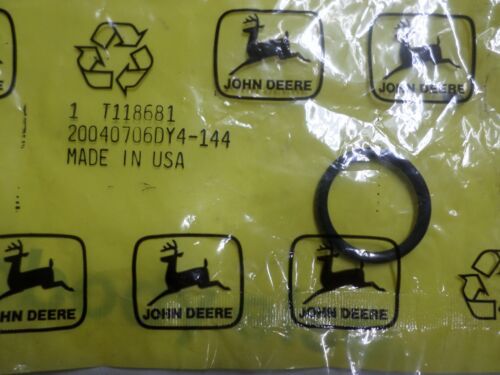 JOHN DEERE
JOHN DEERE
1 T118681
20040706DY4-144
MADE IN USA
JOHN DEERE
JOHN DEERE
JOHN DEERE